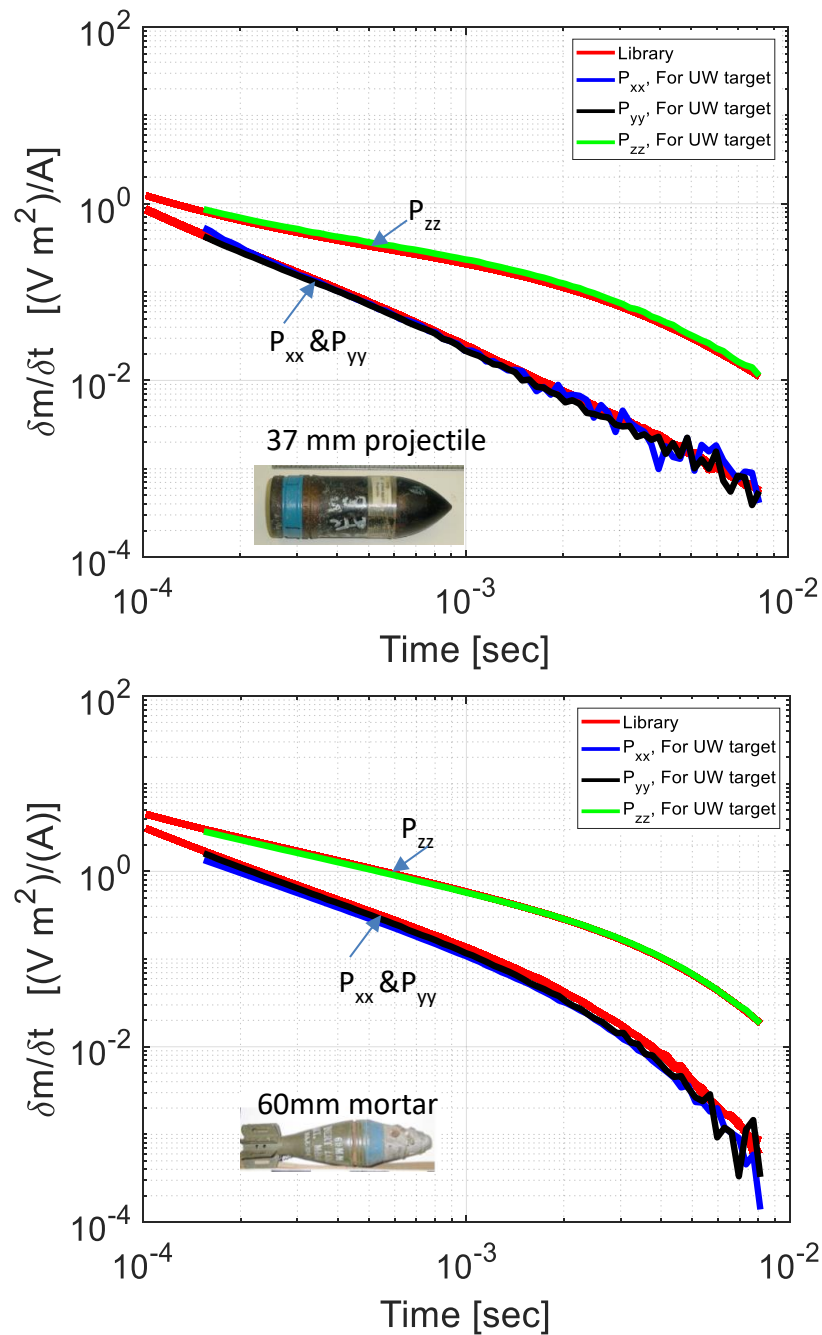 10^2
Library
P_xx, For UW target
P_yy, For UW target
P_zz, For UW target
δm/δt [(V m^2)/A]
P_zz
10^0
P_xx &P_yy
10^-2
37 mm projectile
10^-4
10^-4 10^-3 10^-2
Time [sec]
10^2
Library
P_xx, For UW target
P_yy, For UW target
P_zz, For UW target
δm/δt [(V m^2)/(A)]
P_zz
10^0
P_xx &P_yy
10^-2
60mm mortar
10^-4
10^-4 10^-3 10^-2
Time [sec]